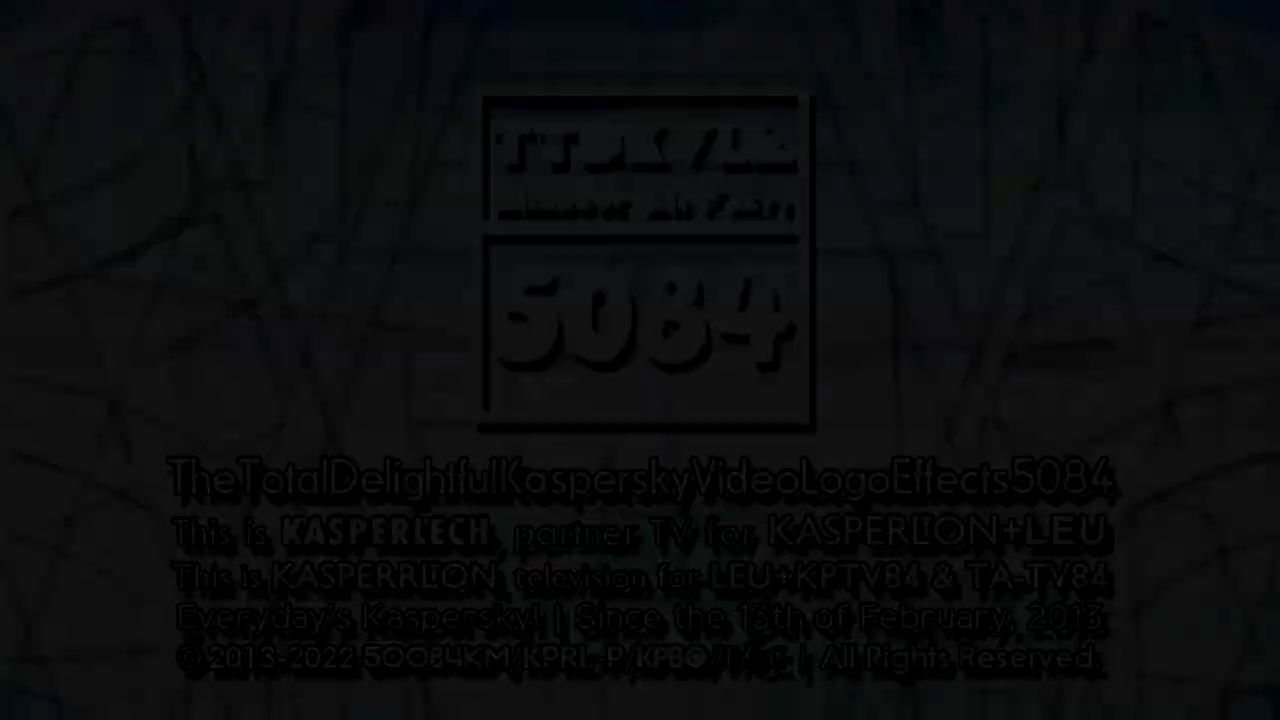 5084
TheTotalDelightfulKasperskyVideoLogoEffects5084
This is KASPERLECH, partner TV for KASPERLION+LEU
This is KASPERRLION, television for LEU+KPTV84 & TA-TV84
Everyday's Kaspersky! | Since the 13th of February, 2013.
©2013-2022 | All Rights Reserved.